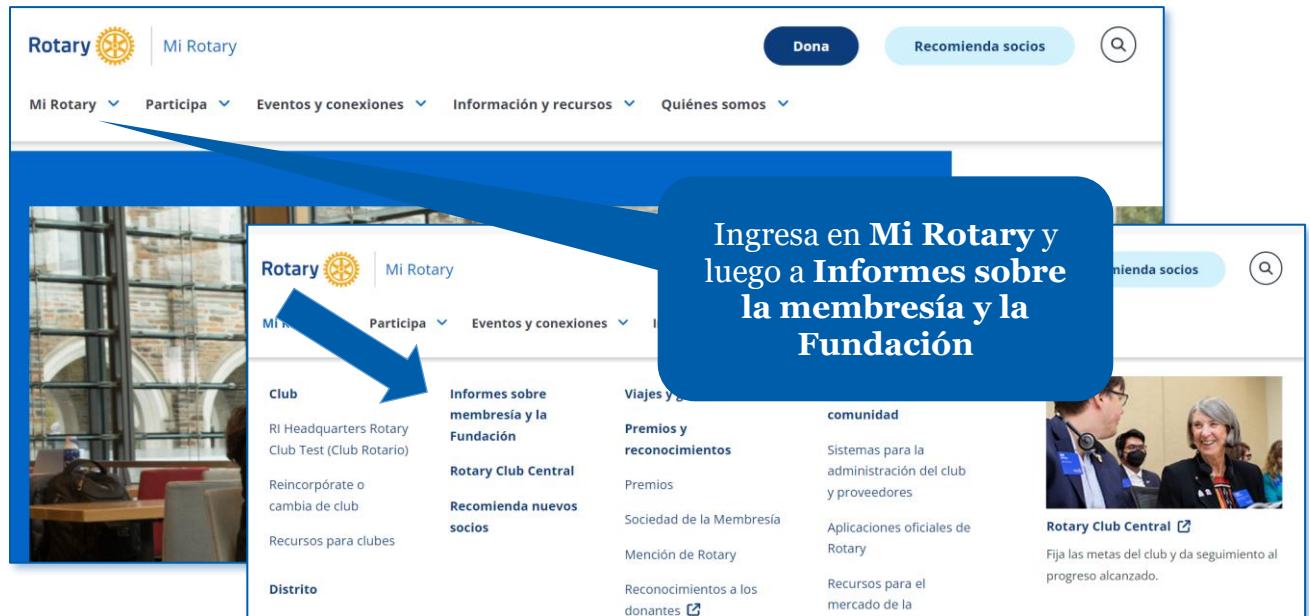 Rotary
Mi Rotary
Dona
Recomienda socios
Mi Rotary
Participa
Eventos y conexiones
Información y recursos
Quiénes somos
Ingresa en Mi Rotary y
luego a Informes sobre
la membresía y la
Fundación
Rotary
Mi Rotary
socios
Participa
Eventos y conexiones
Club
RI Headquarters Rotary
Club Test (Club Rotario)
Reincorpórate o
cambia de club
Recursos para clubes
Distrito
Informes sobre
membresía y la
Fundación
Rotary Club Central
Recomienda nuevos
socios
Viajes y
Premios y
reconocimientos
Premios
Sociedad de la Membresía
Mención de Rotary
Reconocimientos a los
donantes
comunidad
Sistemas para la
administración del club
y proveedores
Aplicaciones oficiales de
Rotary
Recursos para el
mercado de la
Rotary Club Central
Fija las metas del club y da seguimiento al
progreso alcanzado.